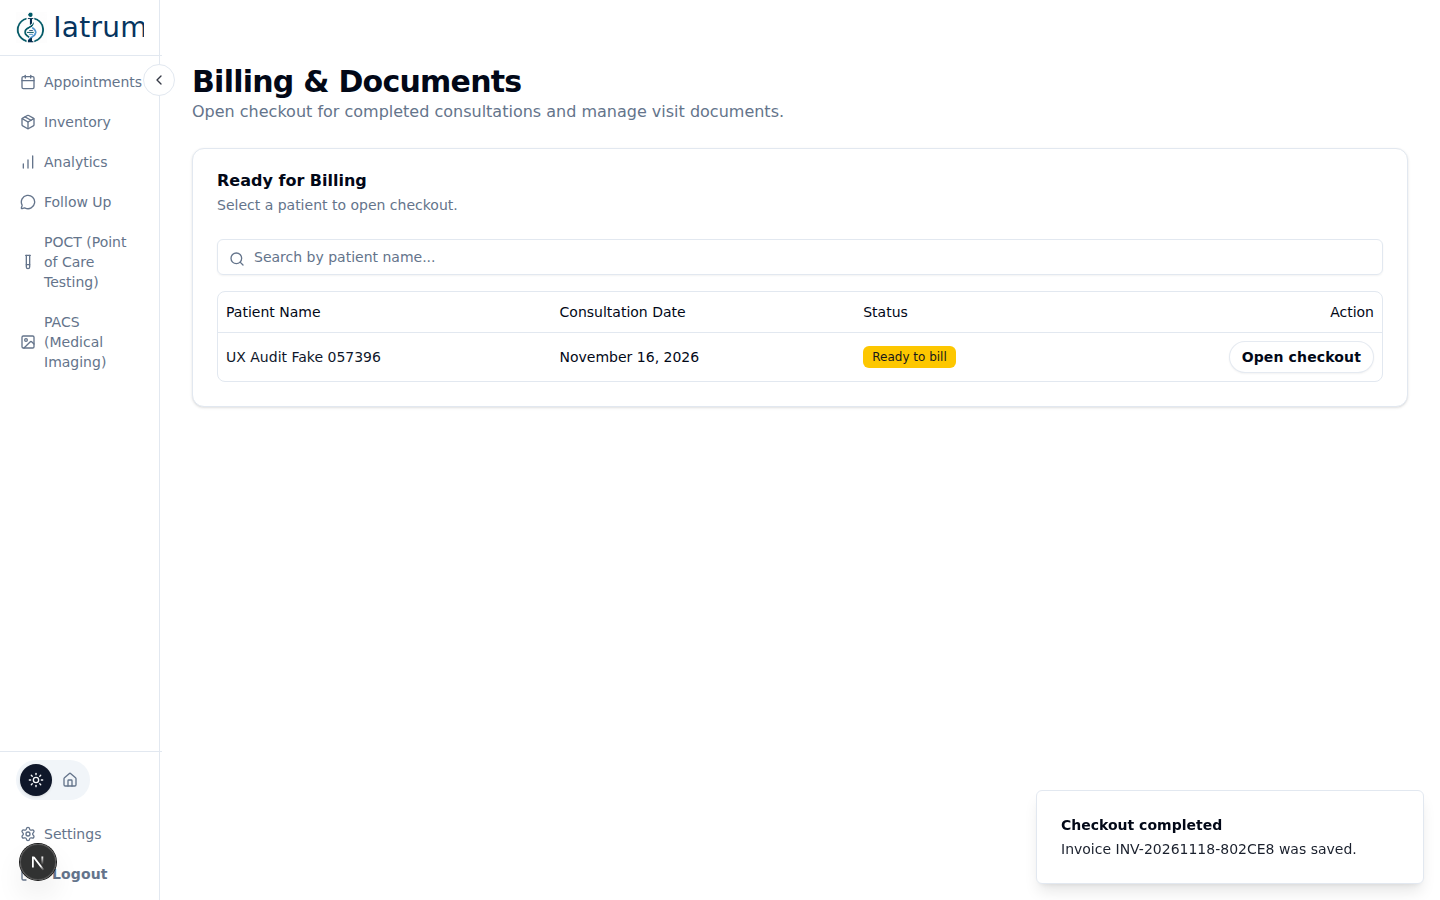 Iatrum
Appointments
Inventory
Analytics
Follow Up
POCT (Point
of Care
Testing)
PACS
(Medical
Imaging)
Settings
N
Logout
Billing & Documents
Open checkout for completed consultations and manage visit documents.
Ready for Billing
Select a patient to open checkout.
Search by patient name...
Patient Name Consultation Date Status Action
UX Audit Fake 057396 November 16, 2026 Ready to bill Open checkout
Checkout completed
Invoice INV-20261118-802CE8 was saved.